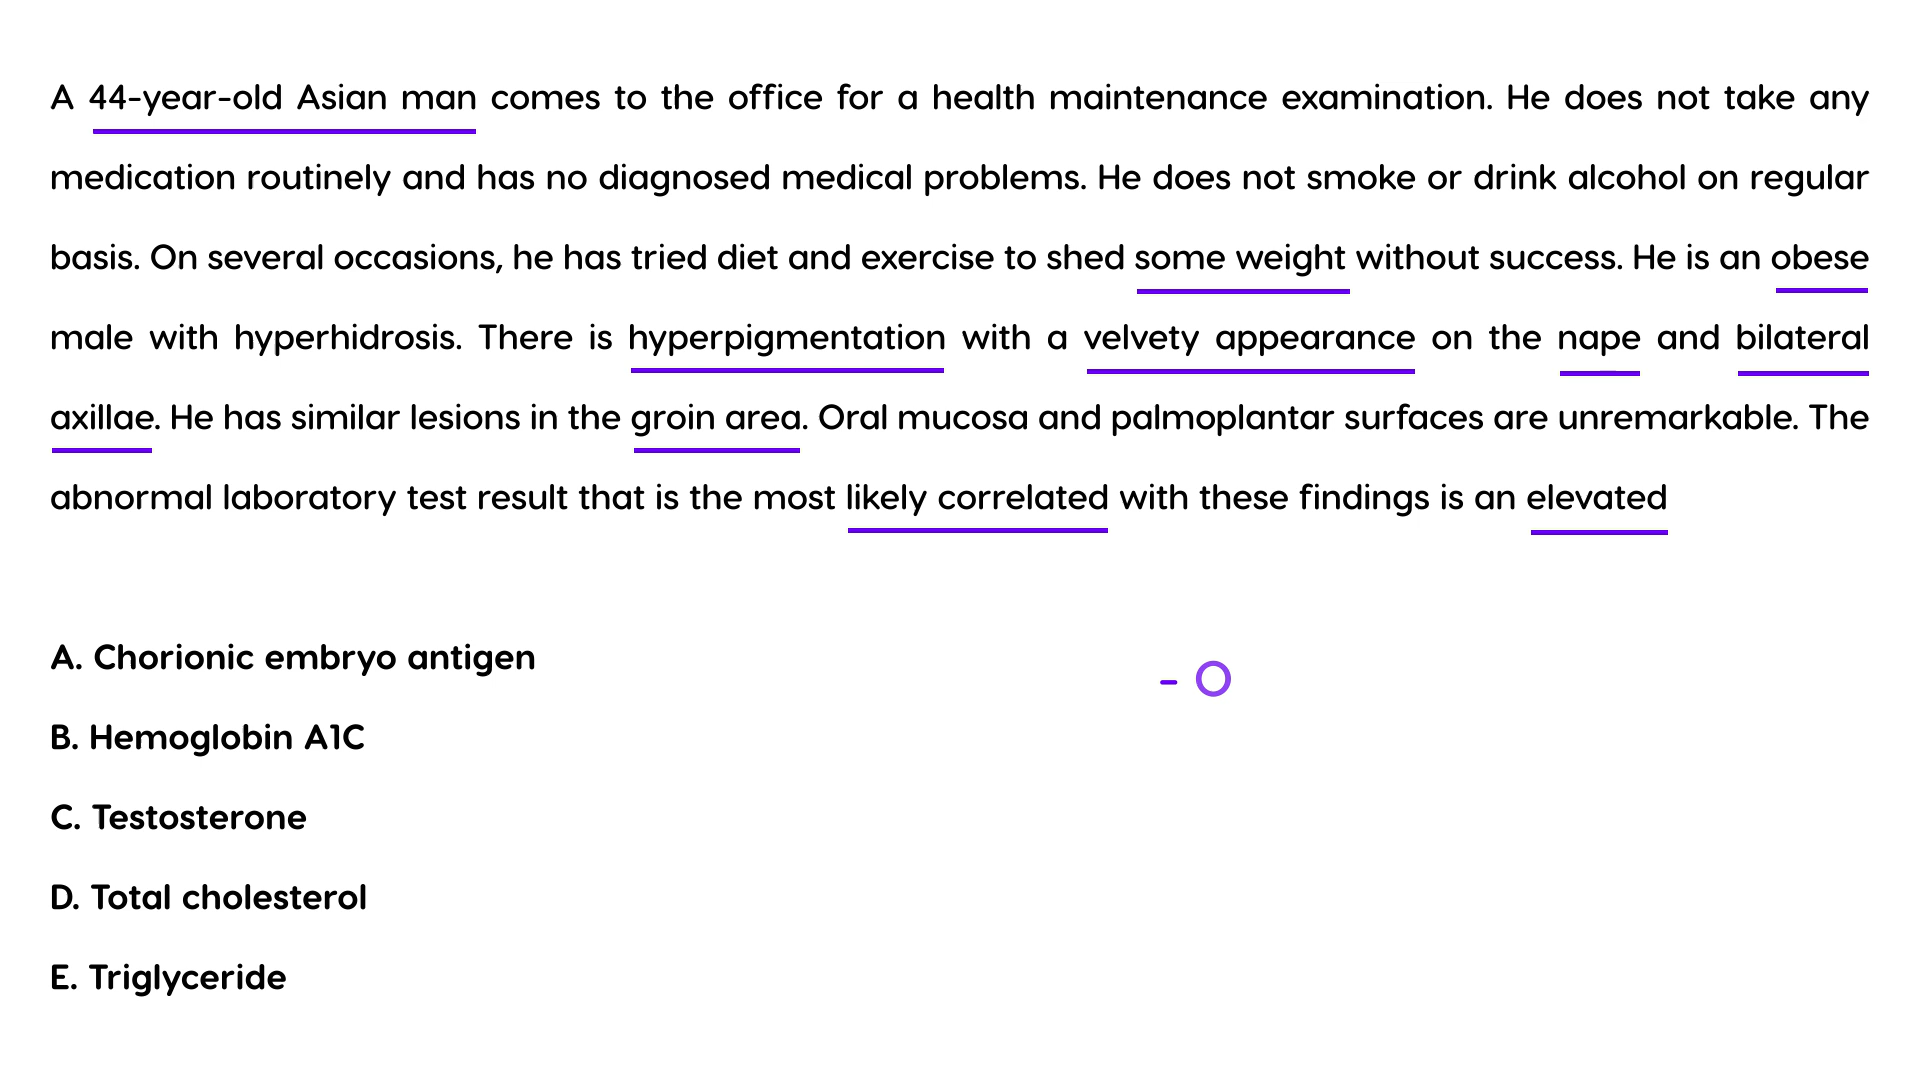 A 44-year-old Asian man comes to the office for a health maintenance examination. He does not take any
medication routinely and has no diagnosed medical problems. He does not smoke or drink alcohol on regular
basis. On several occasions, he has tried diet and exercise to shed some weight without success. He is an obese
male with hyperhidrosis. There is hyperpigmentation with a velvety appearance on the nape and bilateral
axillae. He has similar lesions in the groin area. Oral mucosa and palmoplantar surfaces are unremarkable. The
abnormal laboratory test result that is the most likely correlated with these findings is an elevated
A. Chorionic embryo antigen
- O
B. Hemoglobin A1C
C. Testosterone
D. Total cholesterol
E. Triglyceride